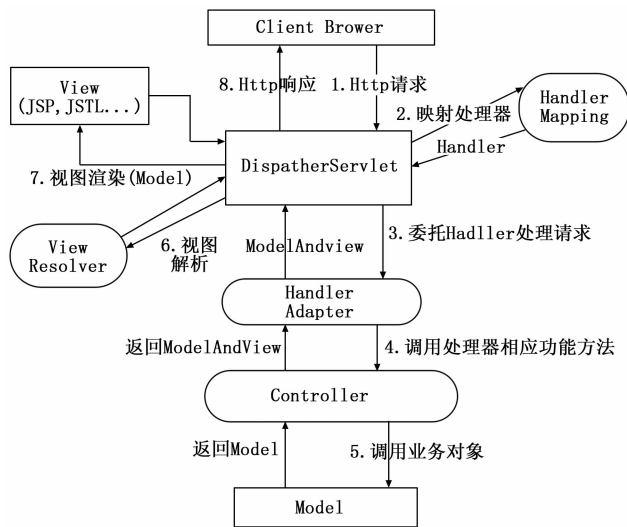 Client Brower
View
(JSP,JSTL...)
8.Http响应
1.Http请求
2.映射处理器
Handler
Mapping
Handler
DispatherServlet
7.视图渲染(Model)
View
Resolver
6.视图
解析
ModelAndview
3.委托Hadller处理请求
Handler
Adapter
返回ModelAndView
4.调用处理器相应功能方法
Controller
返回Model
5.调用业务对象
Model